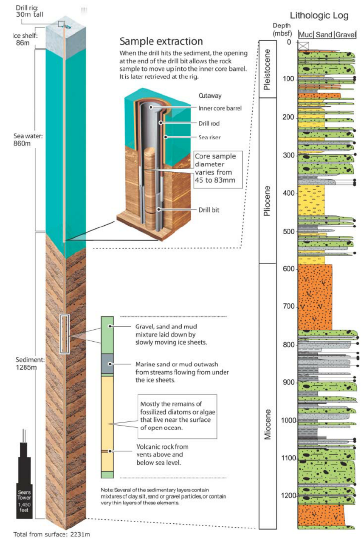 Drill rig:
30m tall
ice shelf:
86m
Sea water:
860m
Sediment:
1285m
Sears
Tower
1,450
feet
Total from surface: 2231m
Sample extraction
When the drill hits the sediment, the opening
at the end of the drill bit allows the rock
sample to move up into the inner core barrel.
It is later retrieved at the rig.
Cutaway
Inner core barrel
Drill rod
Sea riser
Core sample
diameter
varies from
45 to 83mm
Drill bit
Gravel, sand and mud
mixture laid down by
slowly moving ice sheets.
Marine sand or mud outwash
from streams flowing from under
the ice sheets.
Mostly the remains of
fossilized diatoms or algae
that live near the surface
of open ocean.
Volcanic rock from
vents above and
below sea level.
Note: Several of the sedimentary layers contain
mixtures of clay silt, sand or gravel particles, or contain
very thin layers of these elements.
Lithologic Log
Depth
(mbsf)
Mud Sand Gravel
0
100
200
300
400
500
600
700
800
900
1000
1100
1200
Pleistocene
Pliocene
Miocene